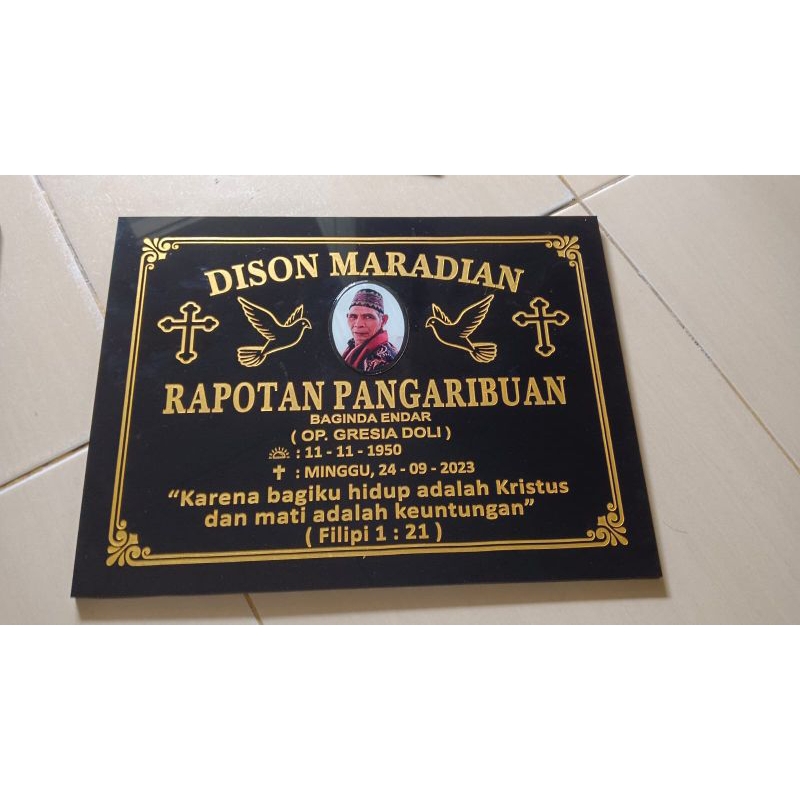 DISON MARADIAN
RAPOTAN PANGARIBUAN
BAGINDA ENDAR
( OP. GRESIA DOLI )
: 11 - 11 - 1950
: MINGGU, 24 - 09 - 2023
“Karena bagiku hidup adalah Kristus
dan mati adalah keuntungan”
( Filipi 1 : 21 )